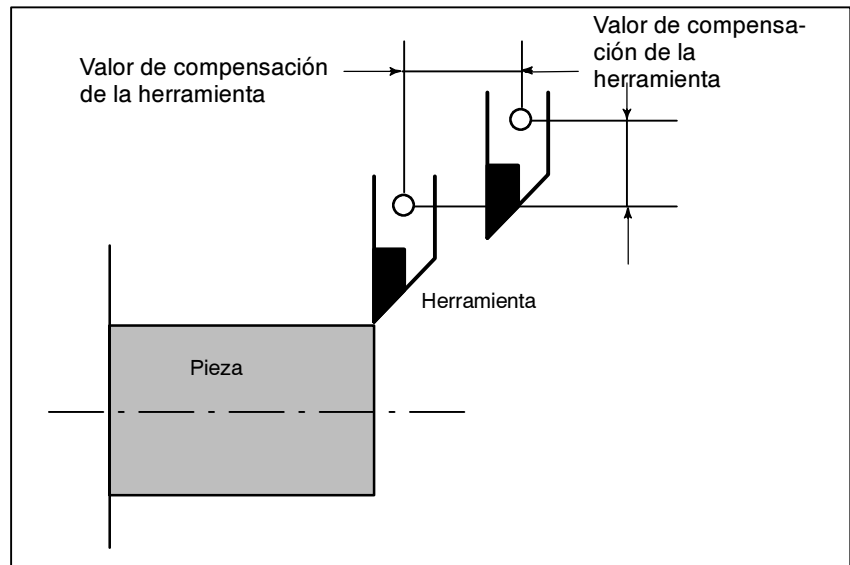 Valor de compensación
de la herramienta
Valor de compensa-
ción de la
herramienta
Herramienta
Pieza